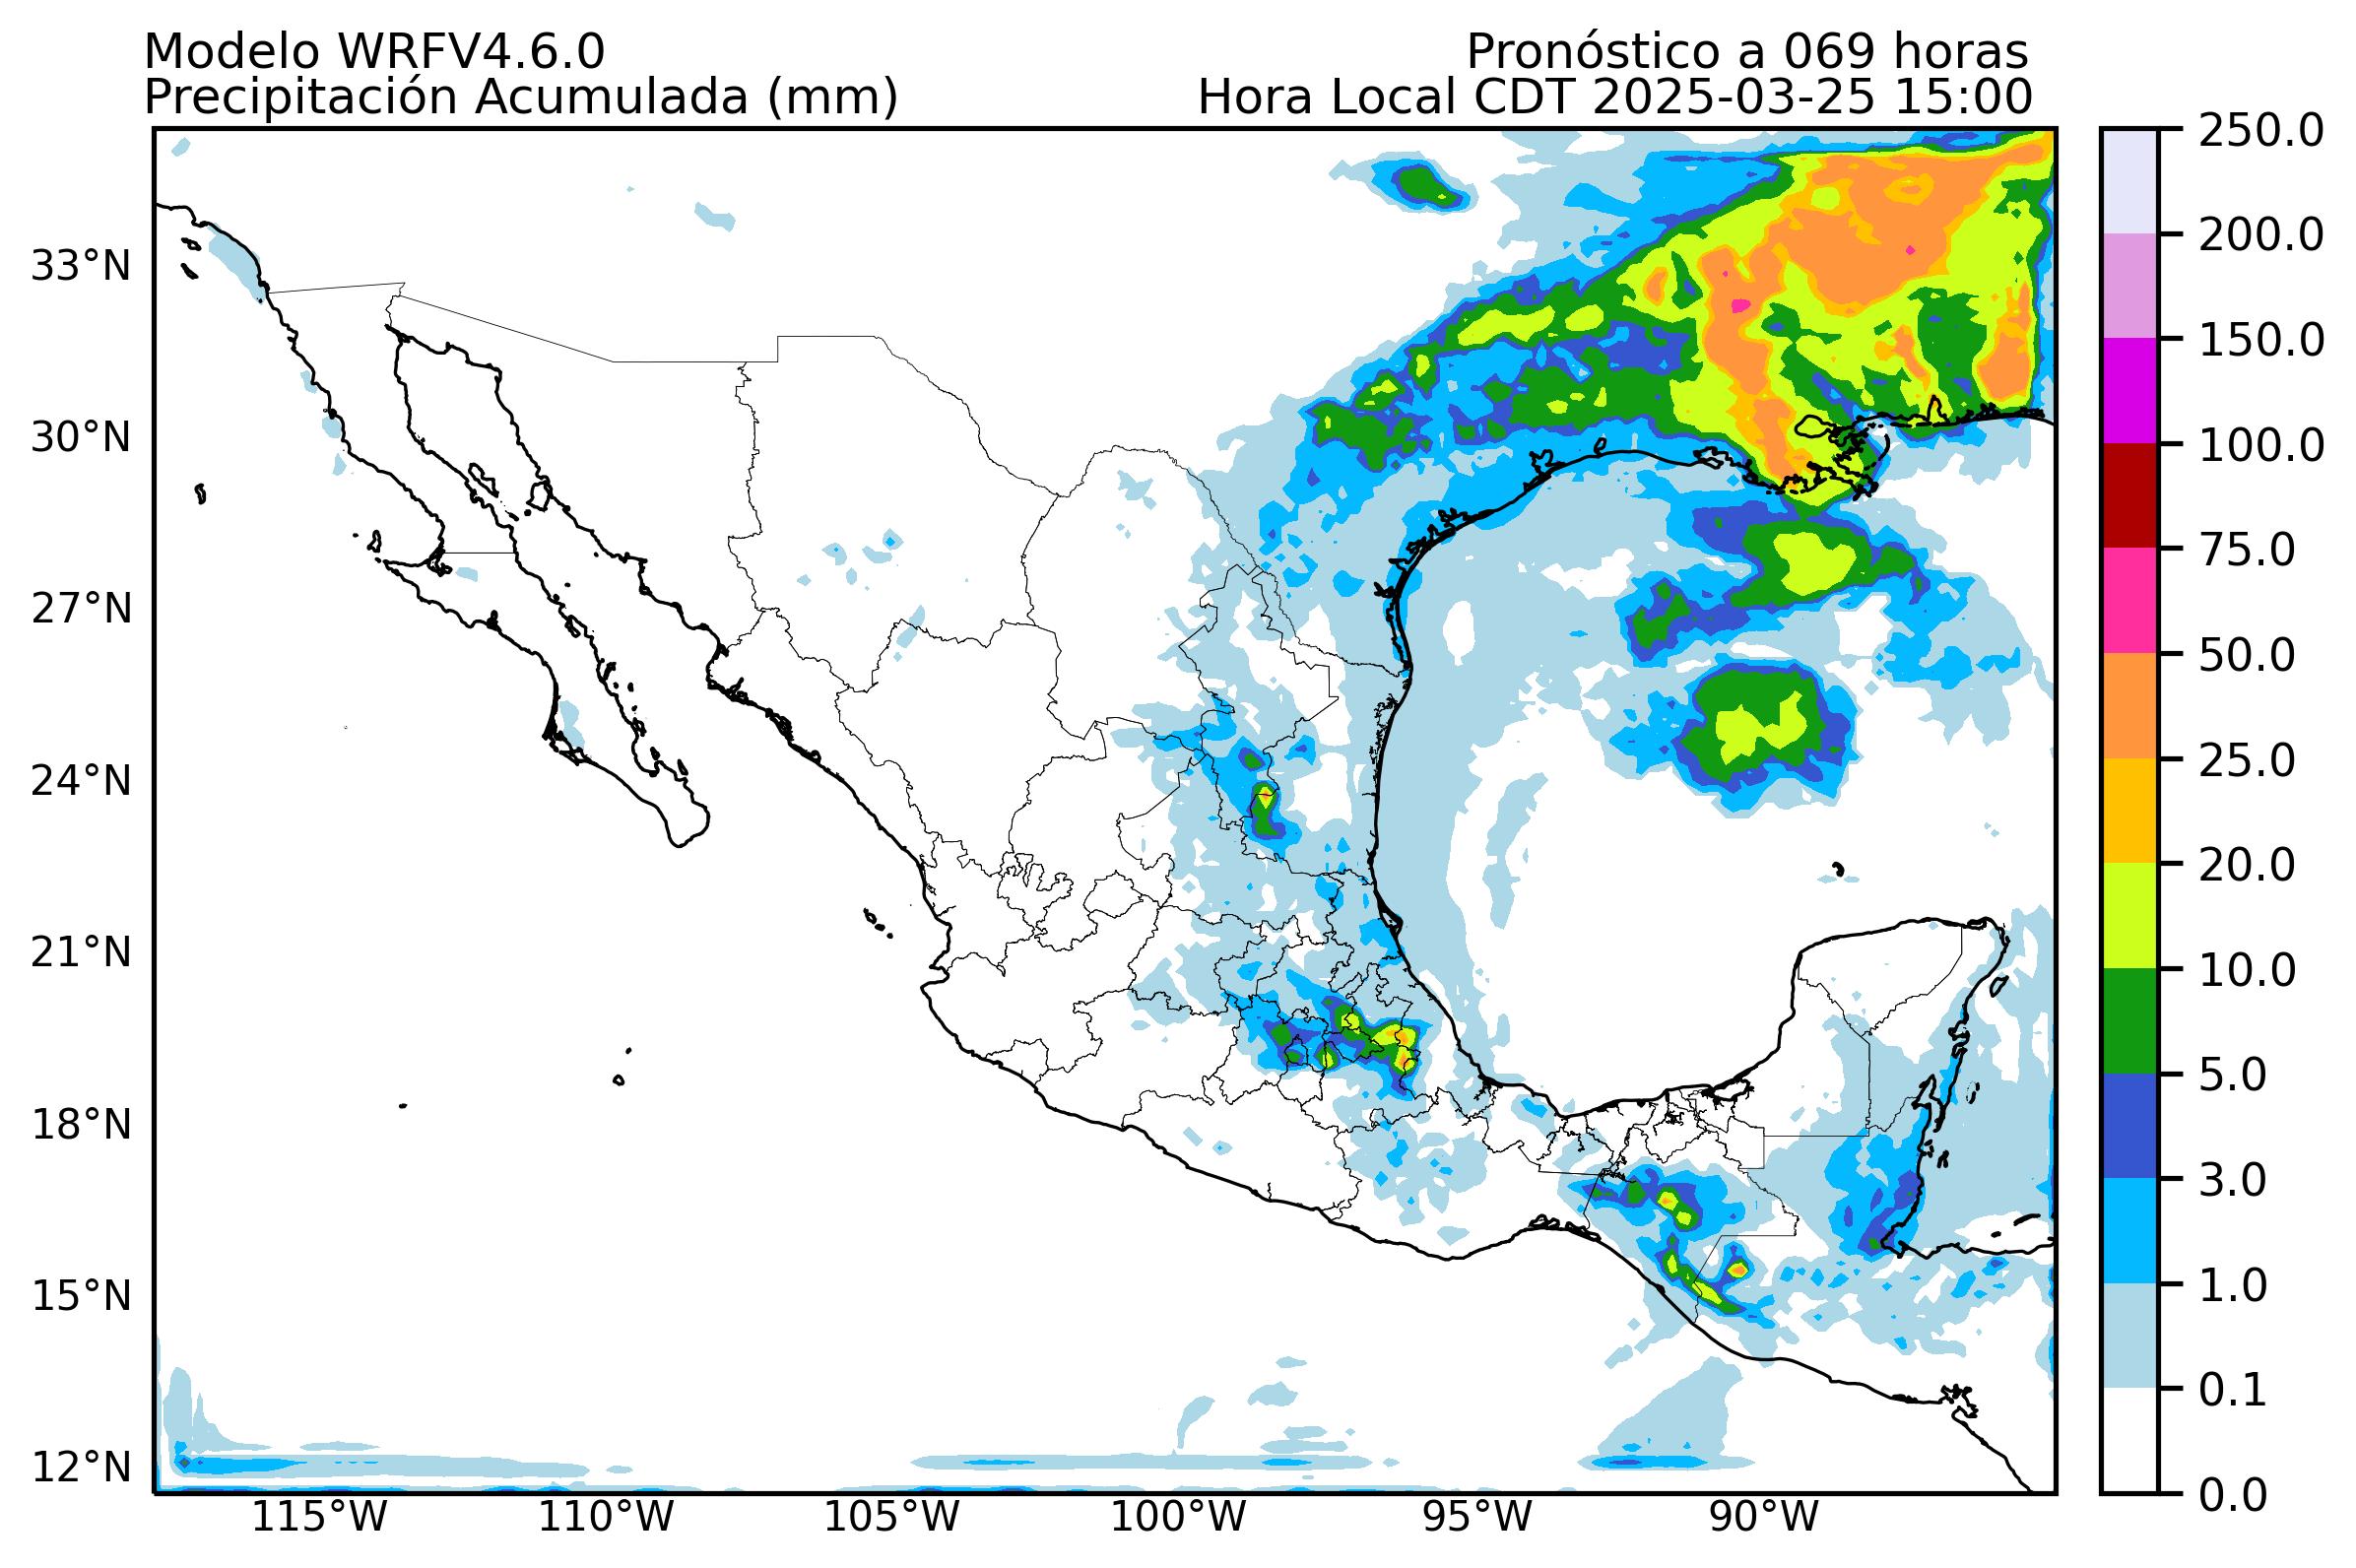 Modelo WRFV4.6.0
Pronóstico a 069 horas
Precipitación Acumulada (mm)
Hora Local CDT 2025-03-25 15:00
33°N
30°N
27°N
24°N
21°N
18°N
15°N
12°N
115°W
110°W
105°W
100°W
95°W
90°W
250.0
200.0
150.0
100.0
75.0
50.0
25.0
20.0
10.0
5.0
3.0
1.0
0.1
0.0